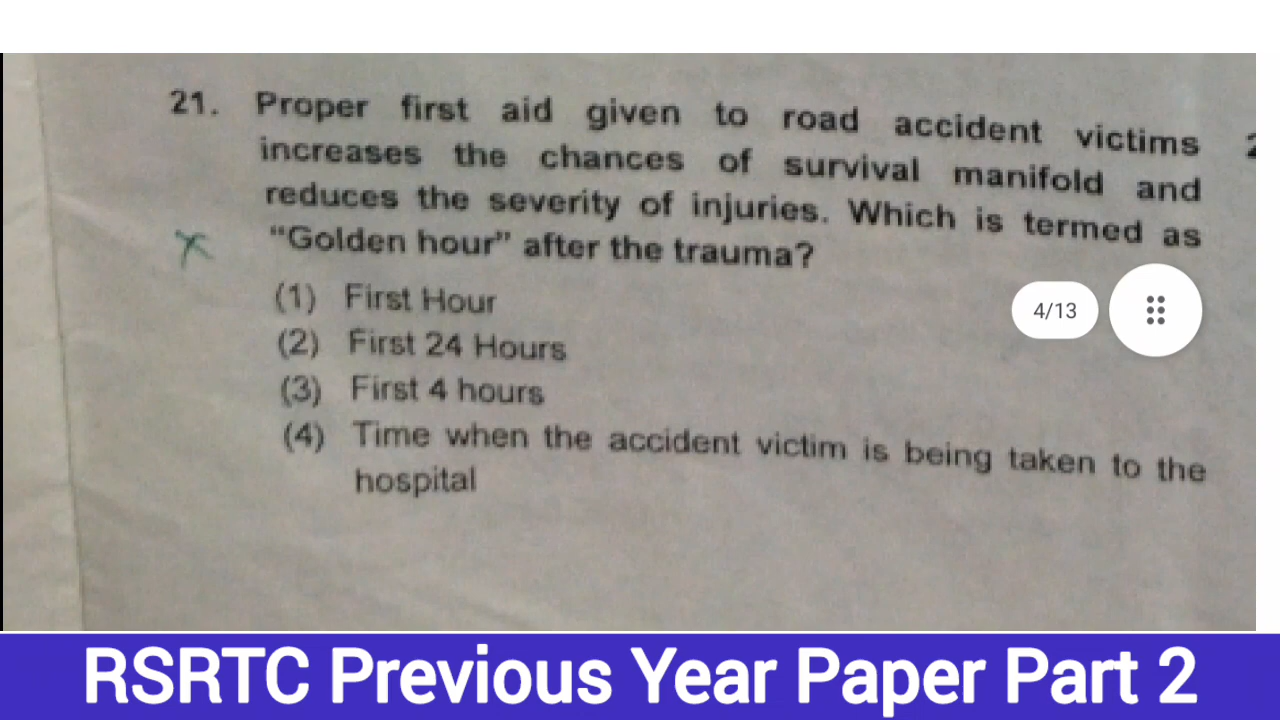 21. Proper first aid given to road accident victims
increases the chances of survival manifold and
reduces the severity of injuries. Which is termed as
"Golden hour" after the trauma?
(1) First Hour
(2) First 24 Hours
(3) First 4 hours
(4) Time when the accident victim is being taken to the
hospital
4/13
RSRTC Previous Year Paper Part 2